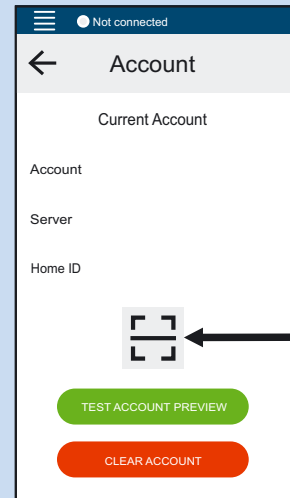 Not connected
Account
Current Account
Account
Server
Home ID
TEST ACCOUNT PREVIEW
CLEAR ACCOUNT